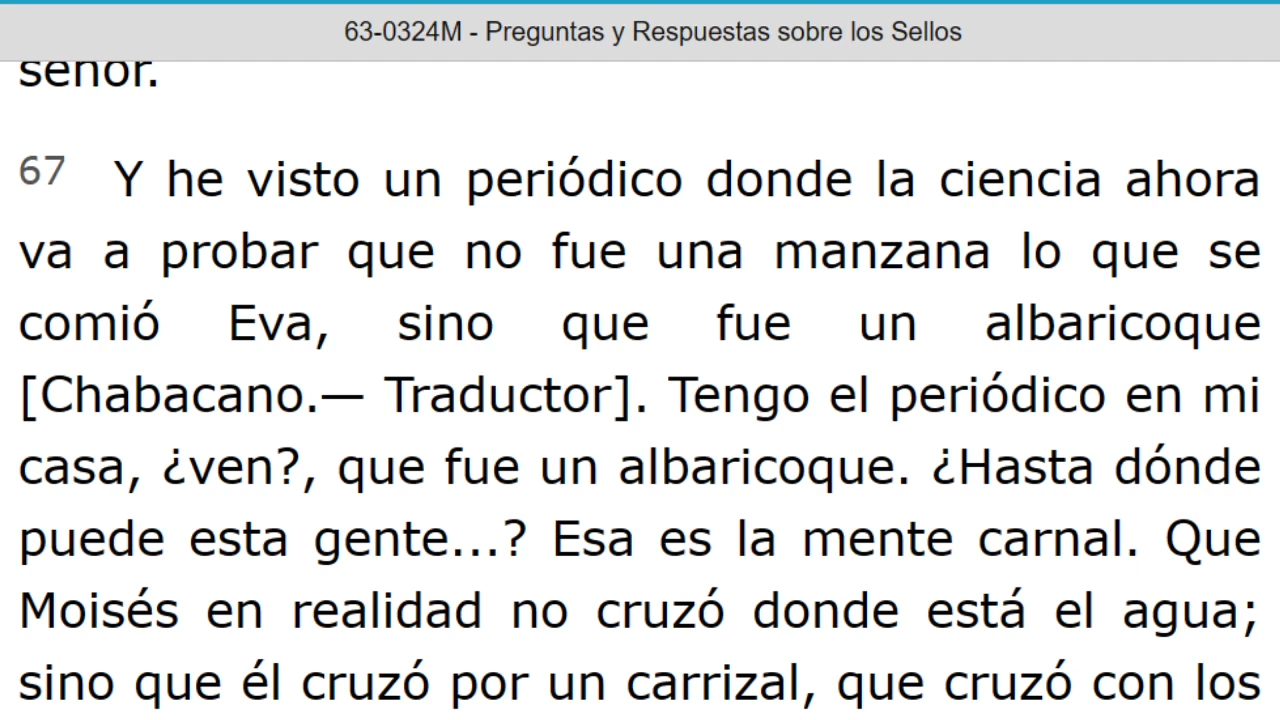 63-0324M - Preguntas y Respuestas sobre los Sellos
señor.
67 Y he visto un periódico donde la ciencia ahora
va a probar que no fue una manzana lo que se
comió Eva, sino que fue un albaricoque
[Chabacano.— Traductor]. Tengo el periódico en mi
casa, ¿ven?, que fue un albaricoque. ¿Hasta dónde
puede esta gente…? Esa es la mente carnal. Que
Moisés en realidad no cruzó donde está el agua;
sino que él cruzó por un carrizal, que cruzó con los